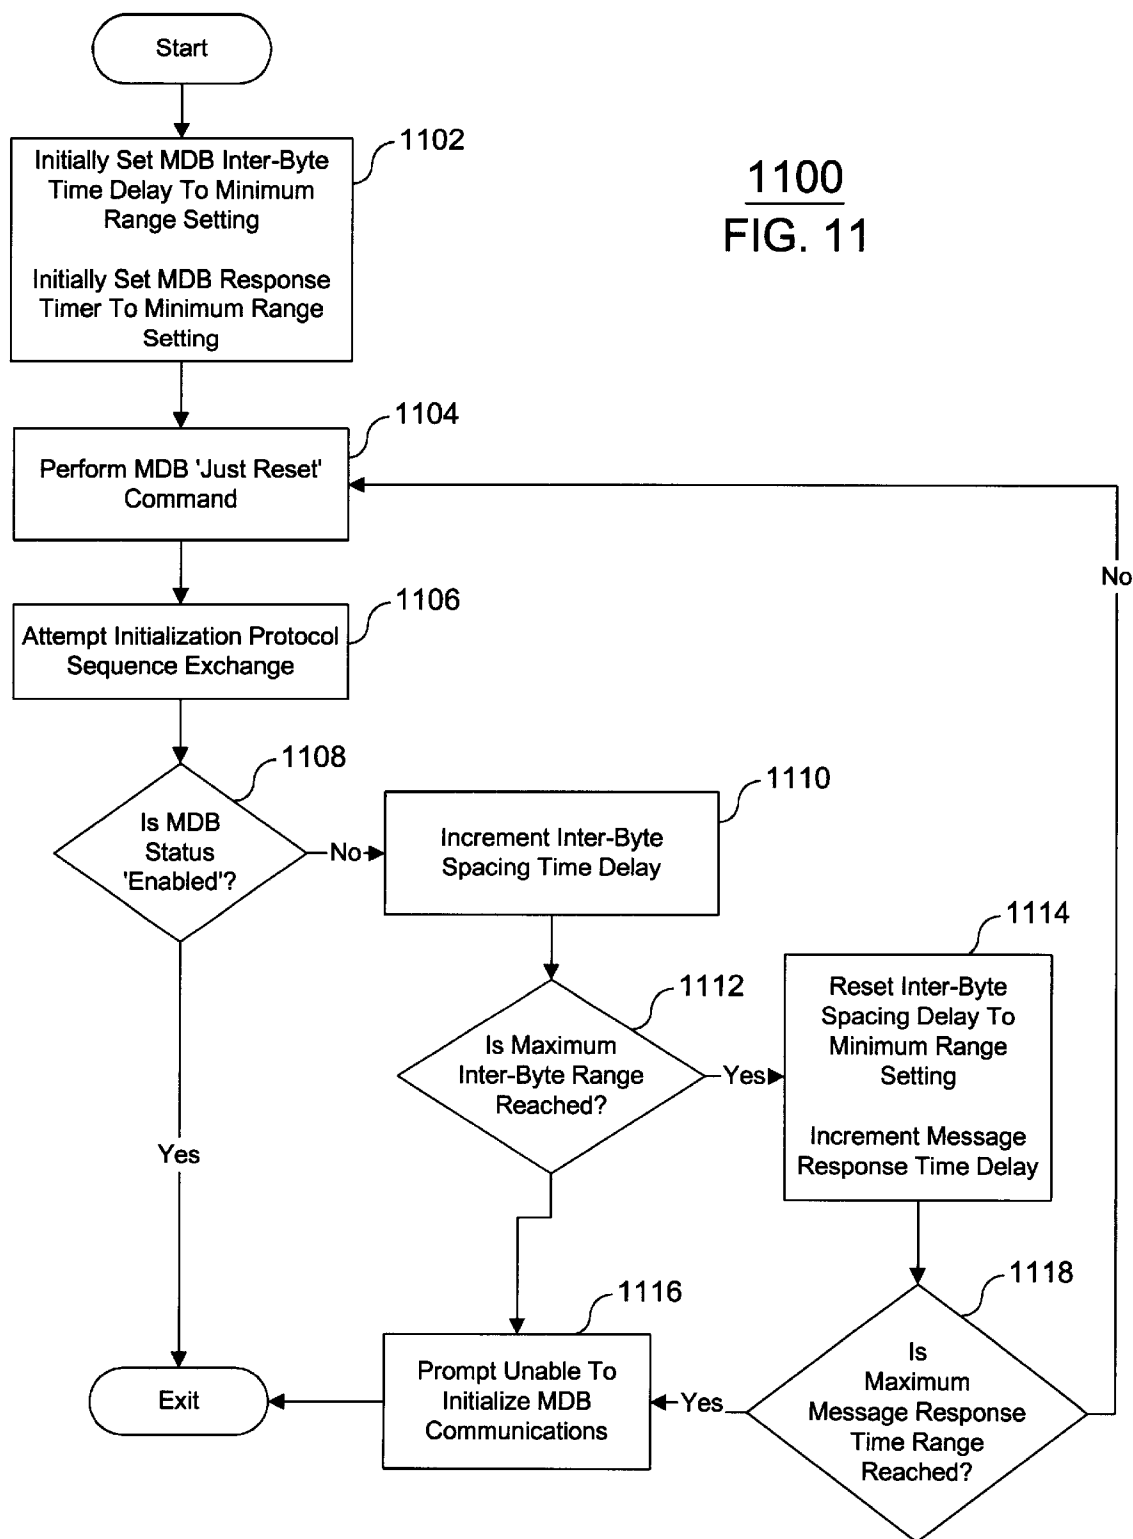 Start
1102
Initially Set MDB Inter-Byte
Time Delay To Minimum
Range Setting
Initially Set MDB Response
Timer To Minimum Range
Setting
1100
FIG. 11
1104
Perform MDB 'Just Reset'
Command
No
1106
Attempt Initialization Protocol
Sequence Exchange
1108
Is MDB
Status
'Enabled'?
No
1110
Increment Inter-Byte
Spacing Time Delay
1112
Is Maximum
Inter-Byte Range
Reached?
Yes
1114
Reset Inter-Byte
Spacing Delay To
Minimum Range
Setting
Increment Message
Response Time Delay
Yes
1116
Prompt Unable To
Initialize MDB
Communications
1118
Is
Maximum
Message Response
Time Range
Reached?
Yes
Exit